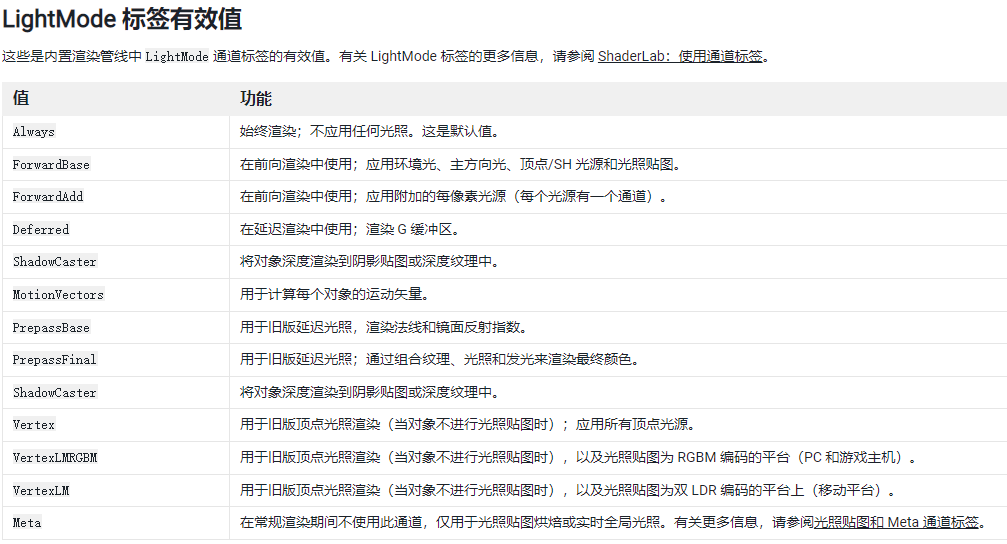 LightMode 标签有效值
这些是内置渲染管线中 LightMode 通道标签的有效值。有关 LightMode 标签的更多信息，请参阅 ShaderLab：使用通道标签。
值 功能
Always 始终渲染；不应用任何光照。这是默认值。
ForwardBase 在前向渲染中使用；应用环境光、主方向光、顶点/SH 光源和光照贴图。
ForwardAdd 在前向渲染中使用；应用附加的每像素光源（每个光源有一个通道）。
Deferred 在延迟渲染中使用；渲染 G 缓冲区。
ShadowCaster 将对象深度渲染到阴影贴图或深度纹理中。
MotionVectors 用于计算每个对象的运动矢量。
PrepassBase 用于旧版延迟光照，渲染法线和镜面反射指数。
PrepassFinal 用于旧版延迟光照；通过组合纹理、光照和发光来渲染最终颜色。
ShadowCaster 将对象深度渲染到阴影贴图或深度纹理中。
Vertex 用于旧版顶点光照渲染（当对象不进行光照贴图时）；应用所有顶点光源。
VertexLMRGBM 用于旧版顶点光照渲染（当对象不进行光照贴图时），以及光照贴图为 RGBM 编码的平台（PC 和游戏主机）。
VertexLM 用于旧版顶点光照渲染（当对象不进行光照贴图时），以及光照贴图为双 LDR 编码的平台上（移动平台）。
Meta 在常规渲染期间不使用此通道，仅用于光照贴图烘焙或实时全局光照。有关更多信息，请参阅光照贴图和 Meta 通道标签。